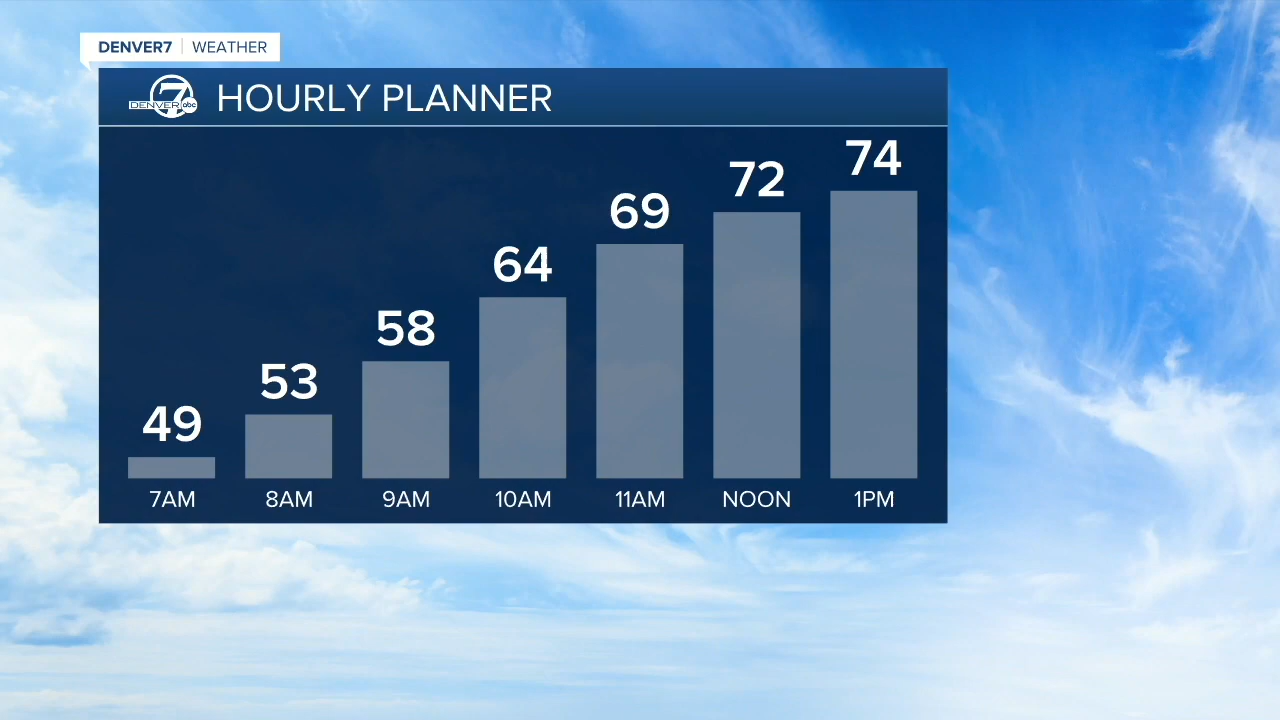 DENVER7 | WEATHER
DENVER 7 abc
HOURLY PLANNER
49 53 58 64 69 72 74
7AM 8AM 9AM 10AM 11AM NOON 1PM